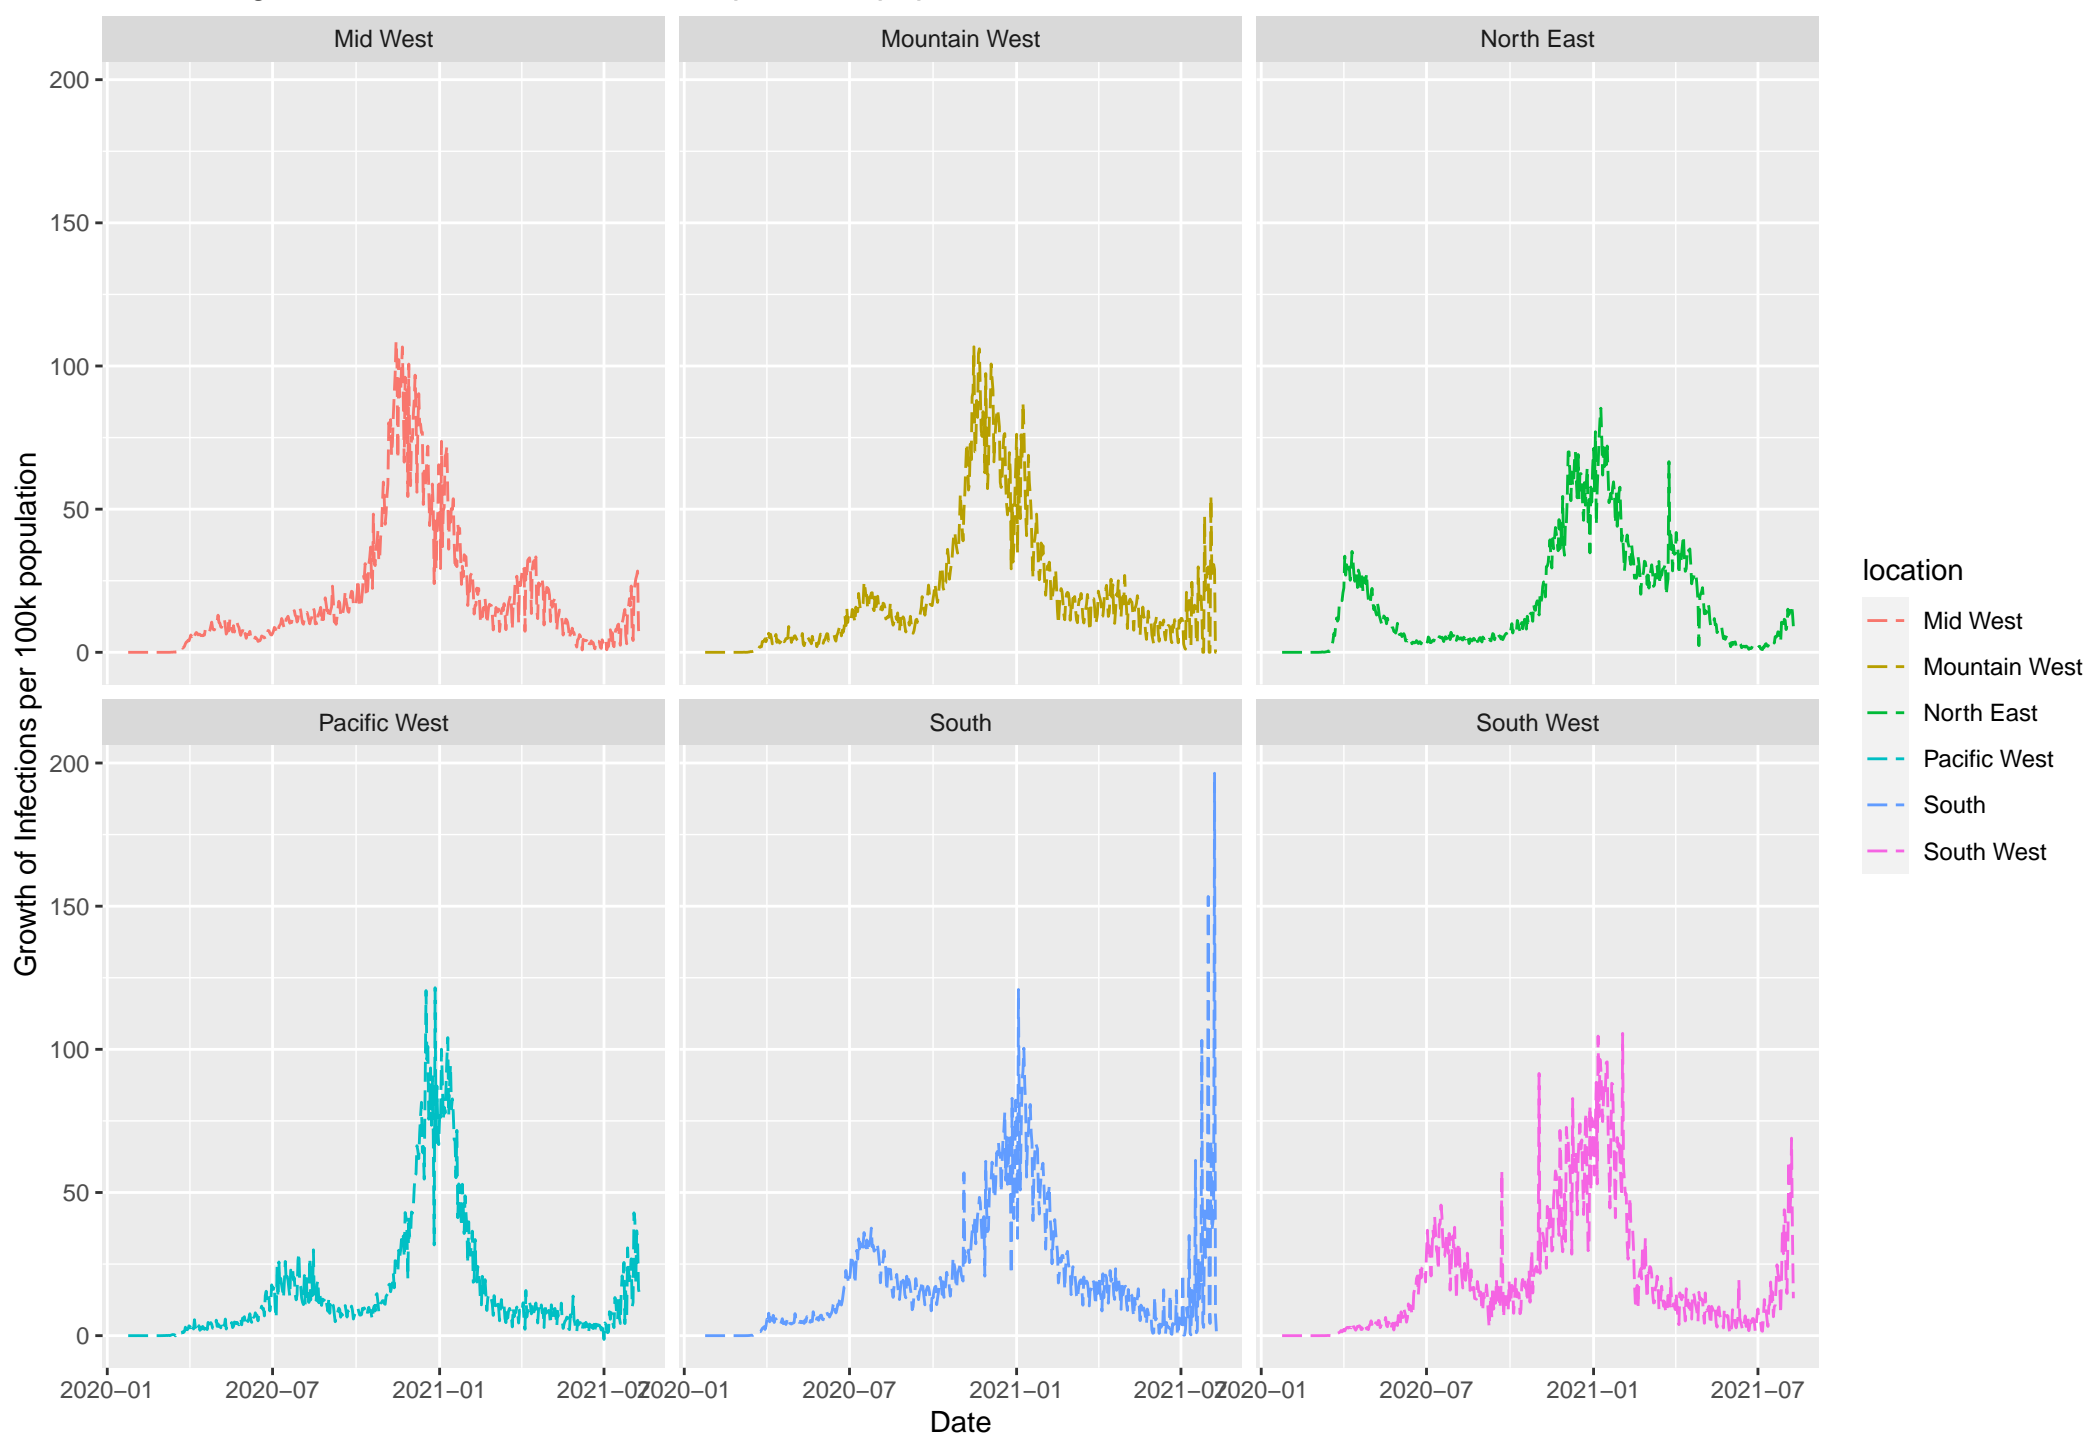 Mid West
Mountain West
North East
200
150
100
50
0
Pacific West
South
South West
200
150
100
50
0
2020–01
2020–07
2021–01
2021–07
2020–01
2020–07
2021–01
2021–07
2020–01
2020–07
2021–01
2021–07
Date
Growth of Infections per 100k population
location
Mid West
Mountain West
North East
Pacific West
South
South West